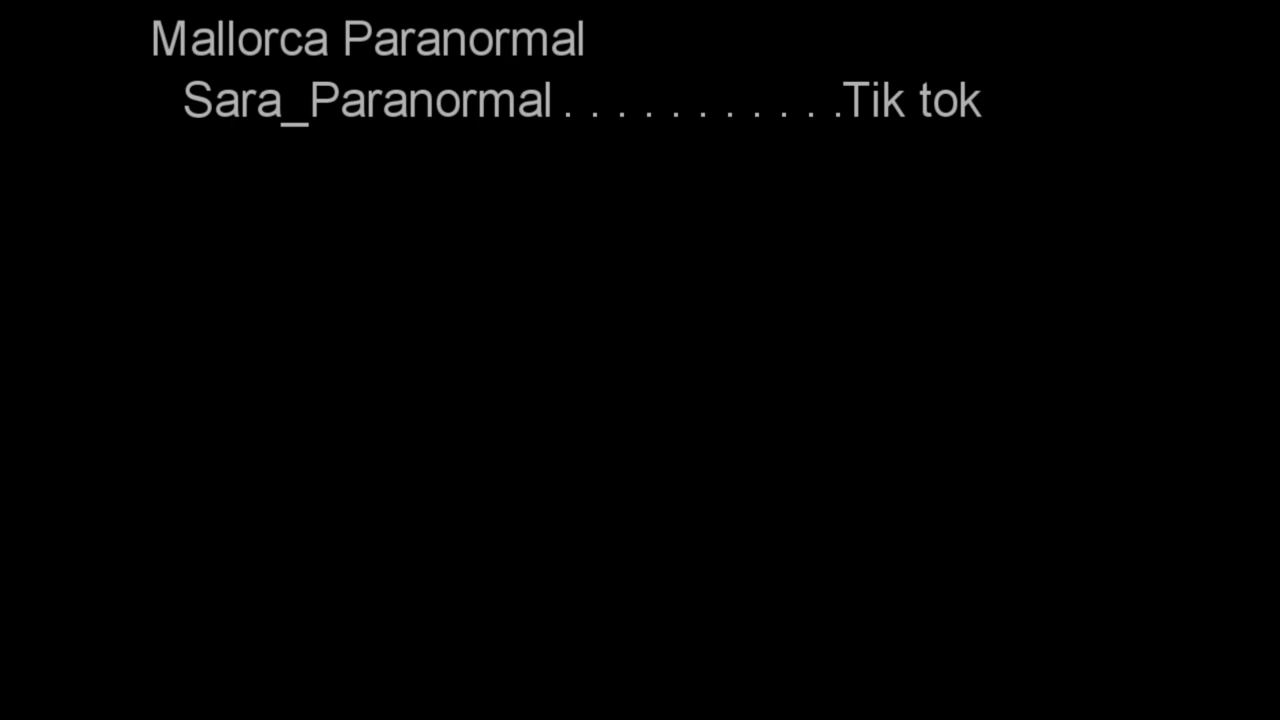 Mallorca Paranormal
Sara_Paranormal . . . . . . . . . . .Tik tok